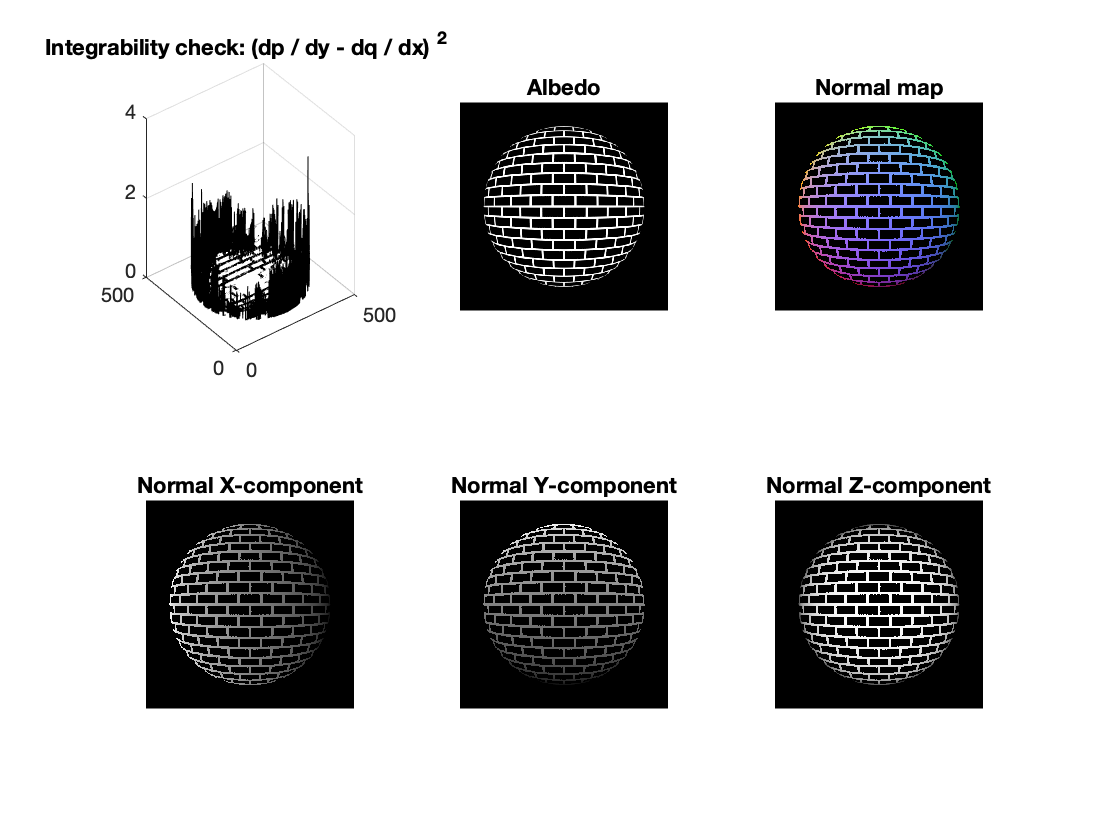 Integrability check: (dp / dy - dq / dx) 2
Albedo
Normal map
4
2
0
500
0
0
500
Normal X-component
Normal Y-component
Normal Z-component